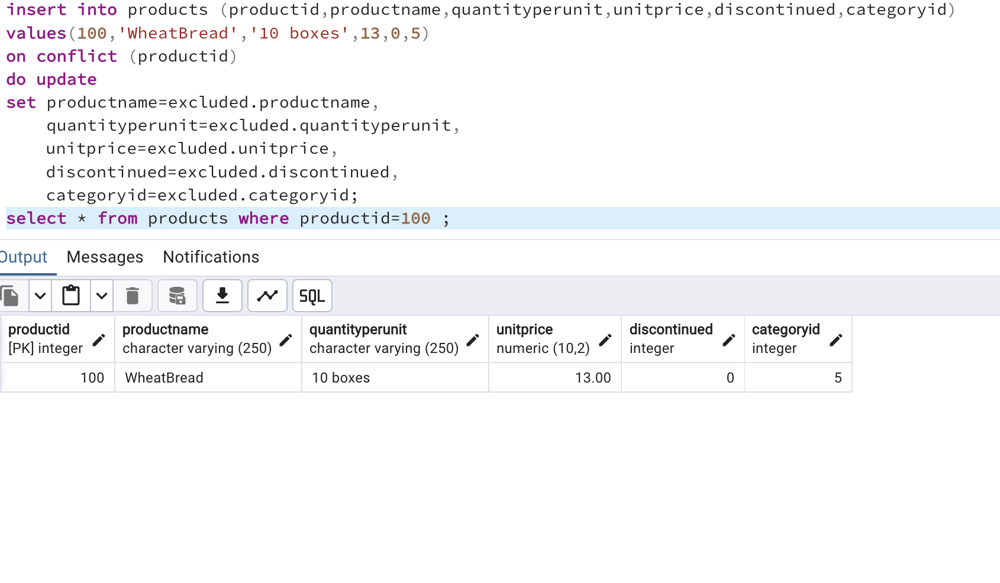 insert into products (productid,productname,quantityperunit,unitprice,discontinued,categoryid)
values(100,'WheatBread','10 boxes',13,0,5)
on conflict (productid)
do update
set productname=excluded.productname,
quantityperunit=excluded.quantityperunit,
unitprice=excluded.unitprice,
discontinued=excluded.discontinued,
categoryid=excluded.categoryid;
select * from products where productid=100 ;
Output Messages Notifications
SQL
productid productname quantityperunit unitprice discontinued categoryid
[PK] integer character varying (250) character varying (250) numeric (10,2) integer integer
100 WheatBread 10 boxes 13.00 0 5